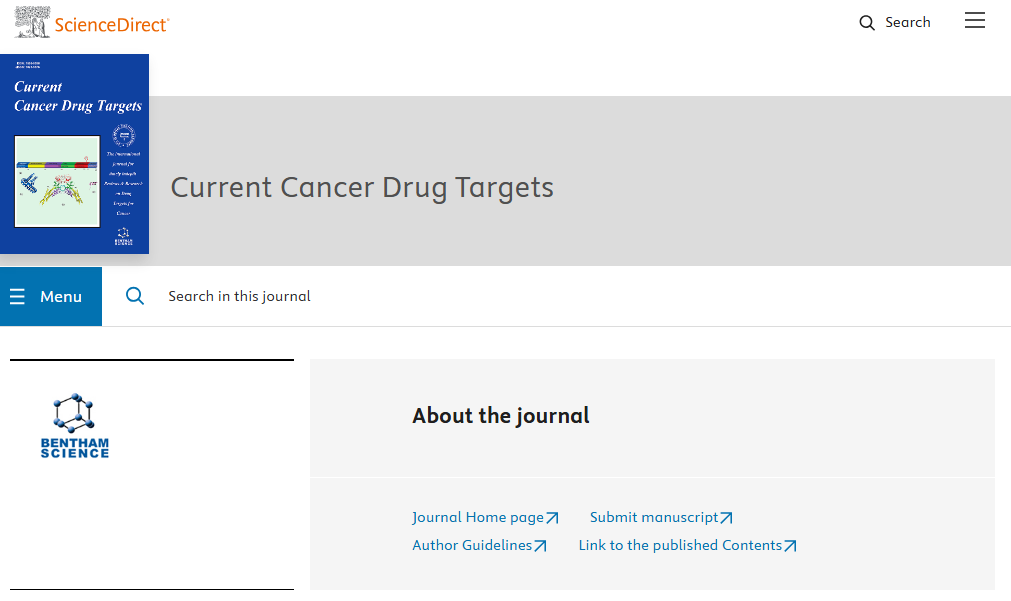 ScienceDirect
Search
Current
Cancer Drug Targets
The International
Journal for
Timely In-depth
Reviews & Research
on Drug
Targets for
Cancer
BENTHAM
SCIENCE
Current Cancer Drug Targets
Menu
Search in this journal
BENTHAM
SCIENCE
About the journal
Journal Home page
Submit manuscript
Author Guidelines
Link to the published Contents